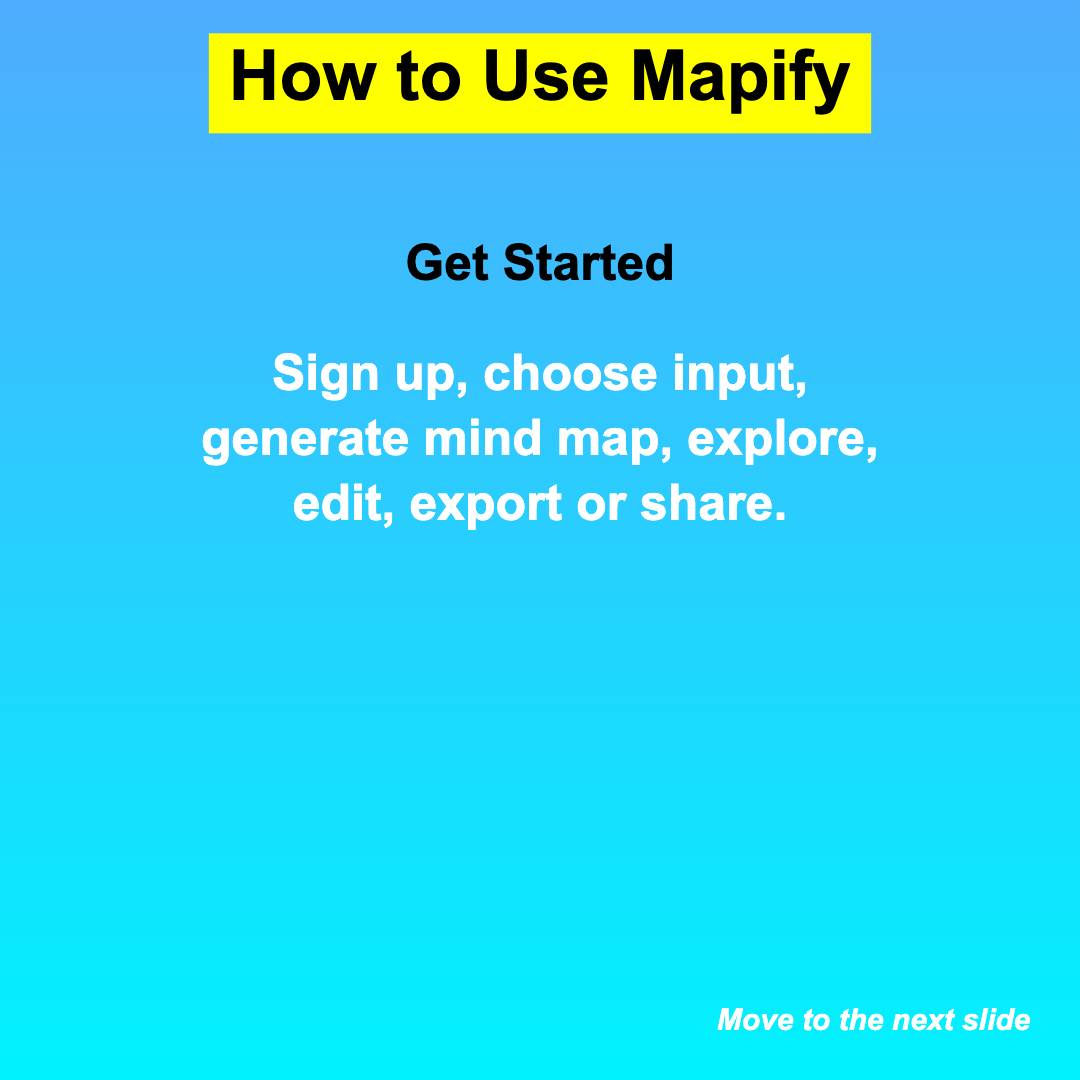 How to Use Mapify
Get Started
Sign up, choose input,
generate mind map, explore,
edit, export or share.
Move to the next slide